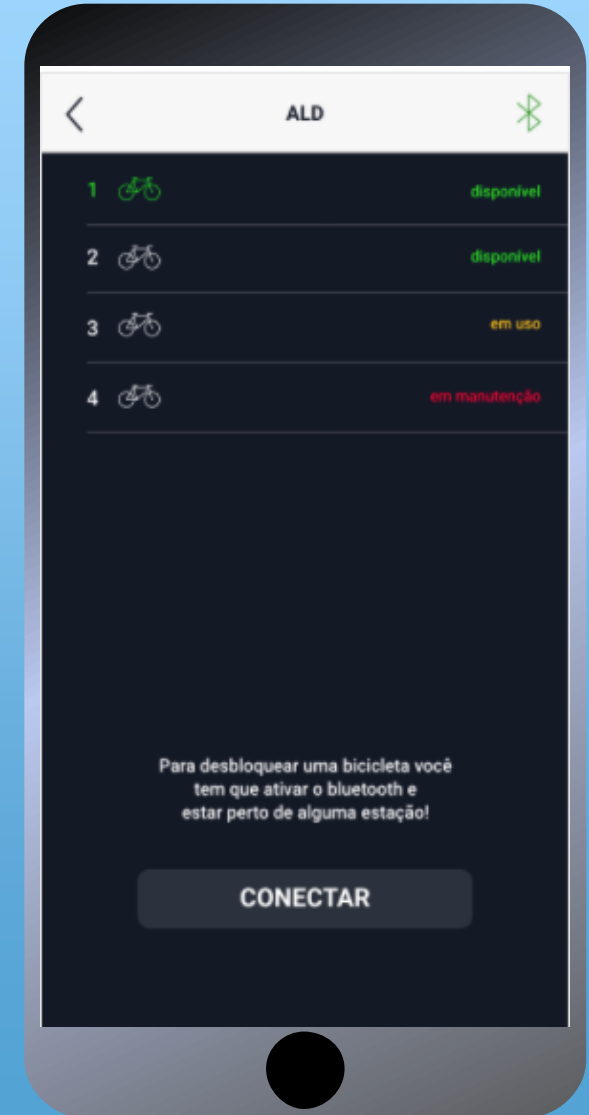 ALD
1 disponível
2 disponível
3 em uso
4 em manutenção
Para desbloquear uma bicicleta você
tem que ativar o bluetooth e
estar perto de alguma estação!
CONECTAR